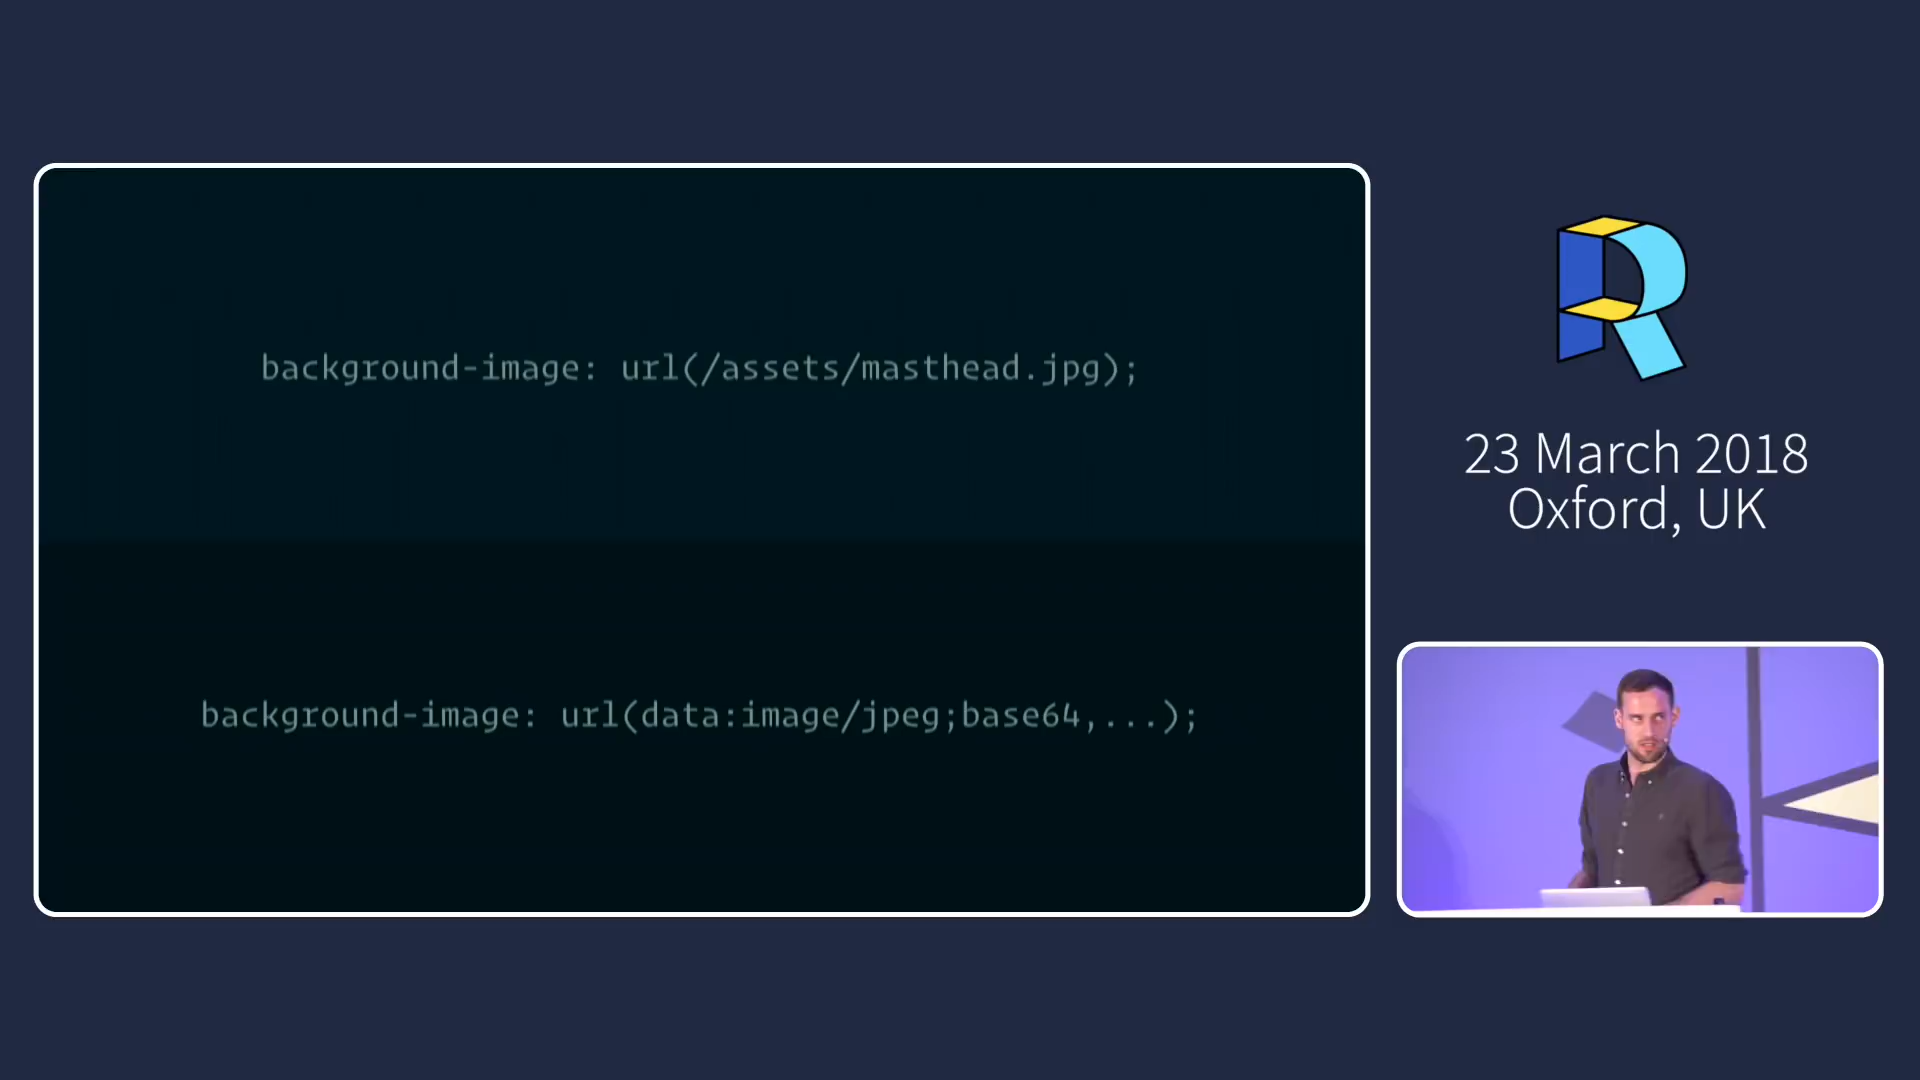 background-image: url(/assets/masthead.jpg);
background-image: url(data:image/jpeg;base64,...);
R
23 March 2018
Oxford, UK